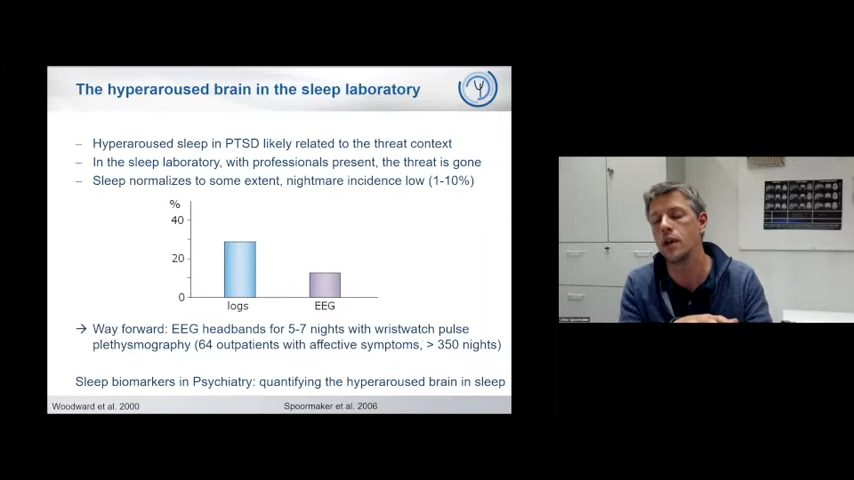 The hyperaroused brain in the sleep laboratory
– Hyperaroused sleep in PTSD likely related to the threat context
– In the sleep laboratory, with professionals present, the threat is gone
– Sleep normalizes to some extent, nightmare incidence low (1-10%)
%
40
20
0
logs
EEG
→ Way forward: EEG headbands for 5-7 nights with wristwatch pulse
plethysmography (64 outpatients with affective symptoms, > 350 nights)
Sleep biomarkers in Psychiatry: quantifying the hyperaroused brain in sleep
Woodward et al. 2000
Spoormaker et al. 2006